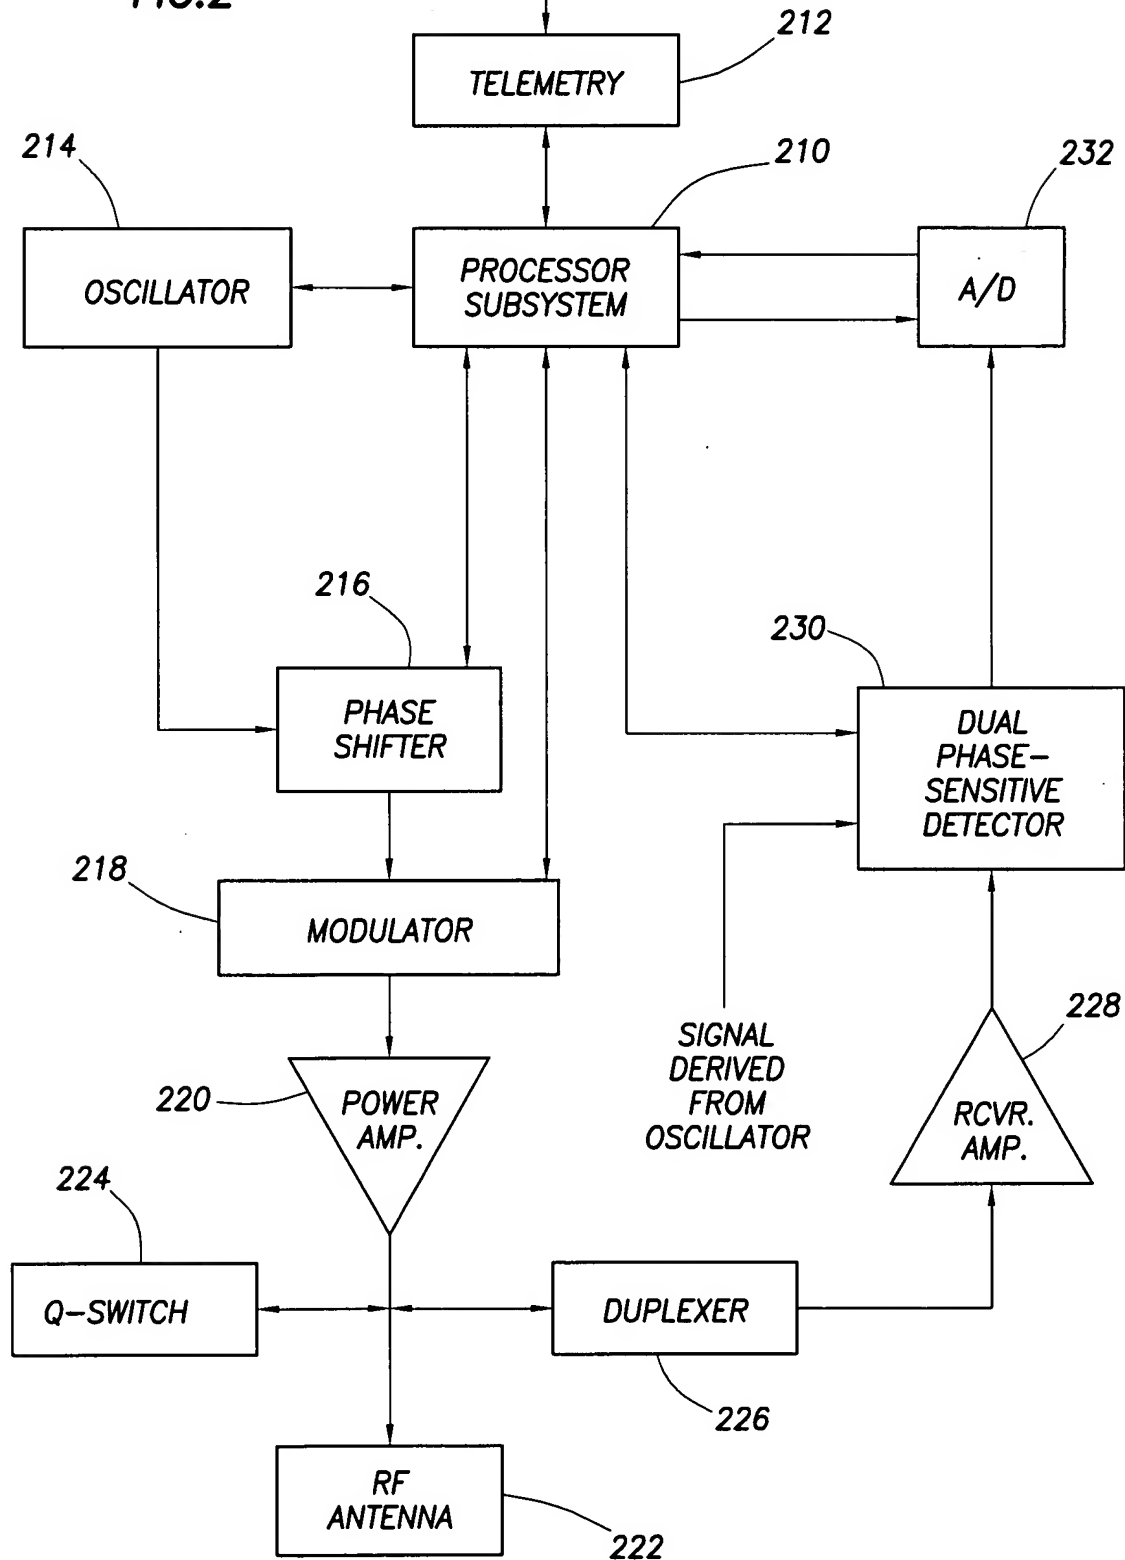 FIG.2
212
TELEMETRY
214
210
232
OSCILLATOR
PROCESSOR
SUBSYSTEM
A/D
216
230
PHASE
SHIFTER
DUAL
PHASE-
SENSITIVE
DETECTOR
218
MODULATOR
SIGNAL
DERIVED
FROM
OSCILLATOR
228
220
POWER
AMP.
RCVR.
AMP.
224
Q-SWITCH
DUPLEXER
226
RF
ANTENNA
222